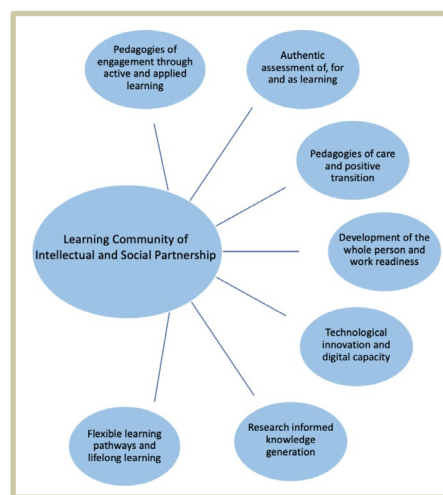 Pedagogies of
engagement through
active and applied
learning
Authentic
assessment of, for
and as learning
Pedagogies of care
and positive
transition
Learning Community of
Intellectual and Social Partnership
Development of the
whole person and
work readiness
Technological
innovation and
digital capacity
Research informed
knowledge
generation
Flexible learning
pathways and
lifelong learning